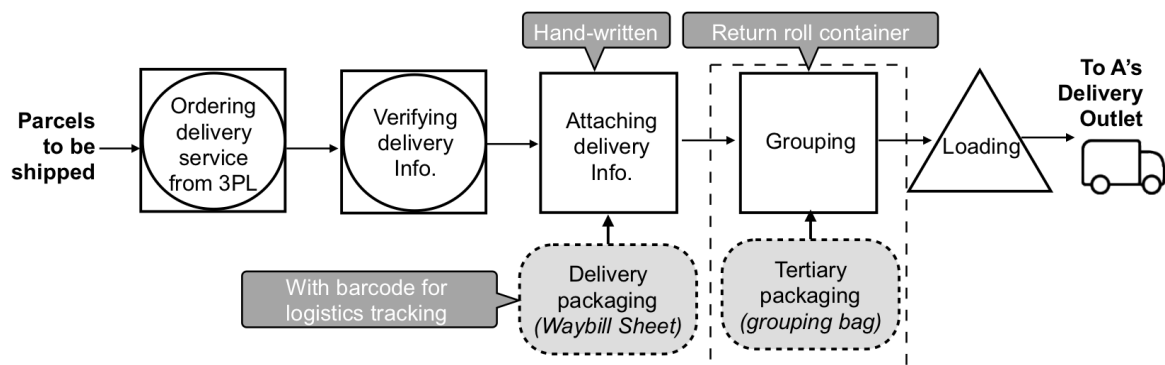 Hand-written
Return roll container
Parcels
to be
shipped
Ordering
delivery
service
from 3PL
Verifying
delivery
Info.
Attaching
delivery
Info.
Grouping
Loading
To A's
Delivery
Outlet
With barcode for
logistics tracking
Delivery
packaging
(Waybill Sheet)
Tertiary
packaging
(grouping bag)